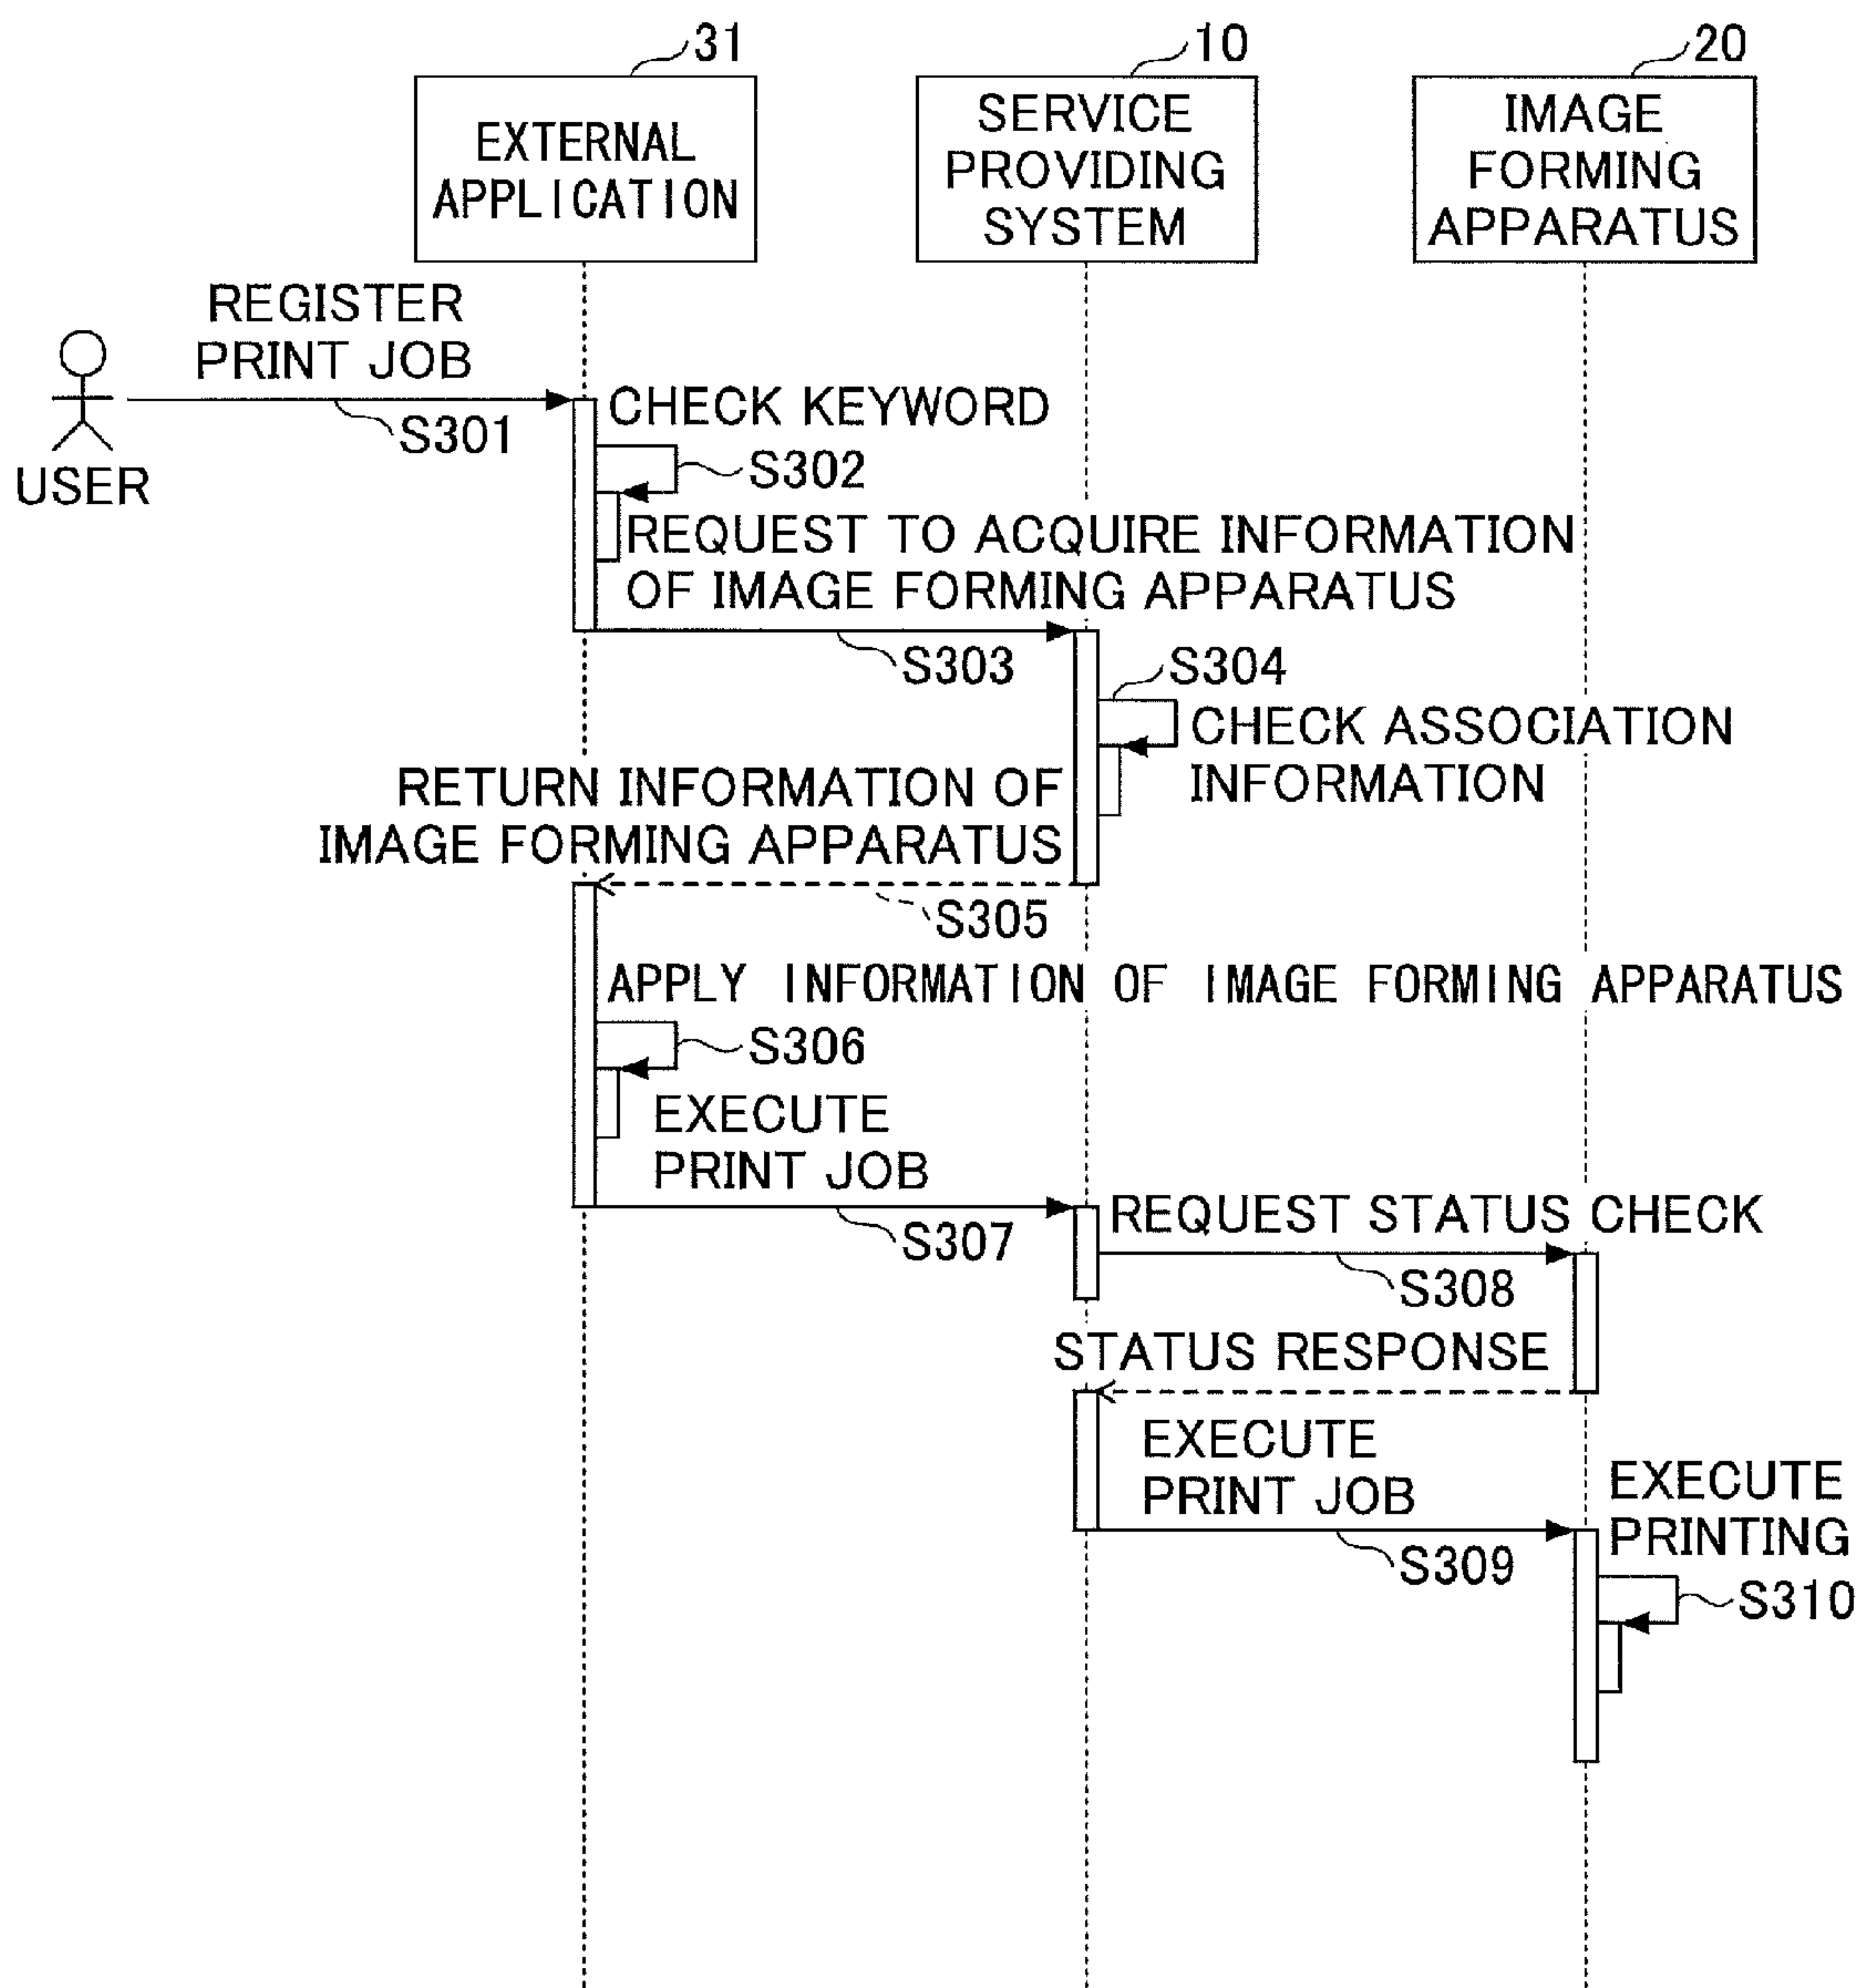 31
10
20
EXTERNAL
APPLICATION
SERVICE
PROVIDING
SYSTEM
IMAGE
FORMING
APPARATUS
REGISTER
PRINT JOB
S301
USER
CHECK KEYWORD
S302
REQUEST TO ACQUIRE INFORMATION
OF IMAGE FORMING APPARATUS
S303
S304
CHECK ASSOCIATION
INFORMATION
RETURN INFORMATION OF
IMAGE FORMING APPARATUS
S305
APPLY INFORMATION OF IMAGE FORMING APPARATUS
S306
EXECUTE
PRINT JOB
S307
REQUEST STATUS CHECK
S308
STATUS RESPONSE
EXECUTE
PRINT JOB
S309
EXECUTE
PRINTING
S310